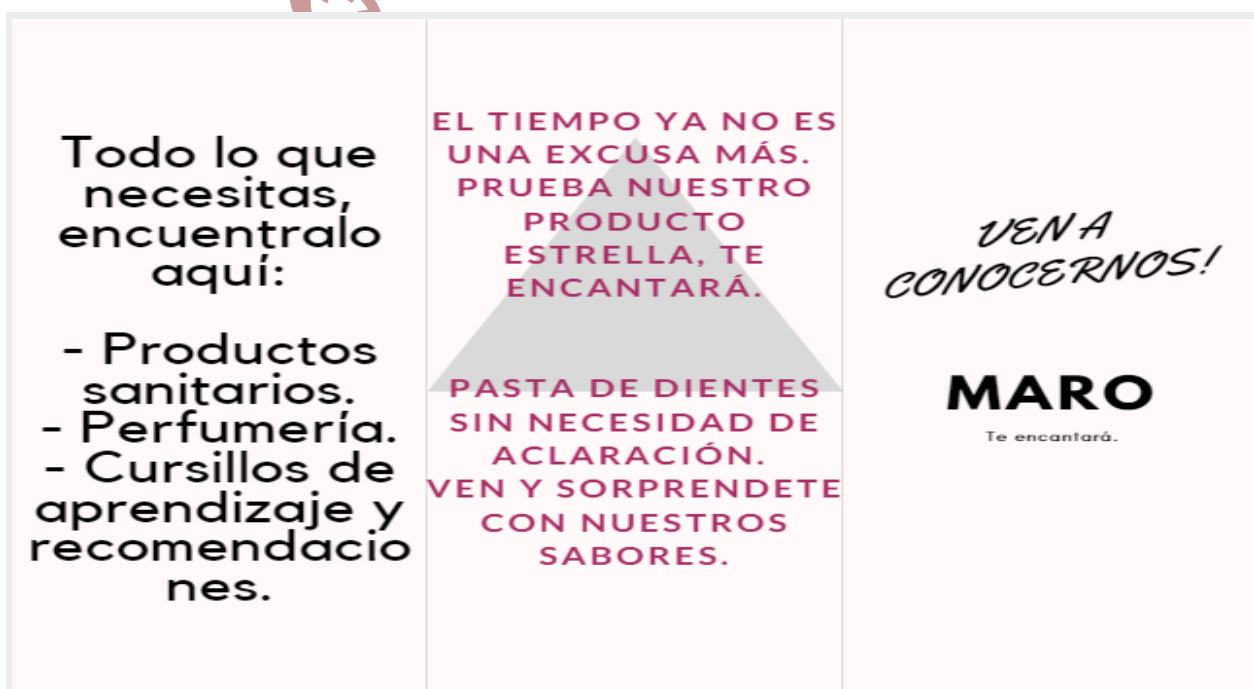 Todo lo que
necesitas,
encuentralo
aquí:
- Productos
sanitarios.
- Perfumería.
- Cursillos de
aprendizaje y
recomendacio
nes.
EL TIEMPO YA NO ES
UNA EXCUSA MÁS.
PRUEBA NUESTRO
PRODUCTO
ESTRELLA, TE
ENCANTARÁ.
PASTA DE DIENTES
SIN NECESIDAD DE
ACLARACIÓN.
VEN Y SORPRENDETE
CON NUESTROS
SABORES.
VEN A
CONOCERNOS!
MARO
Te encantará.